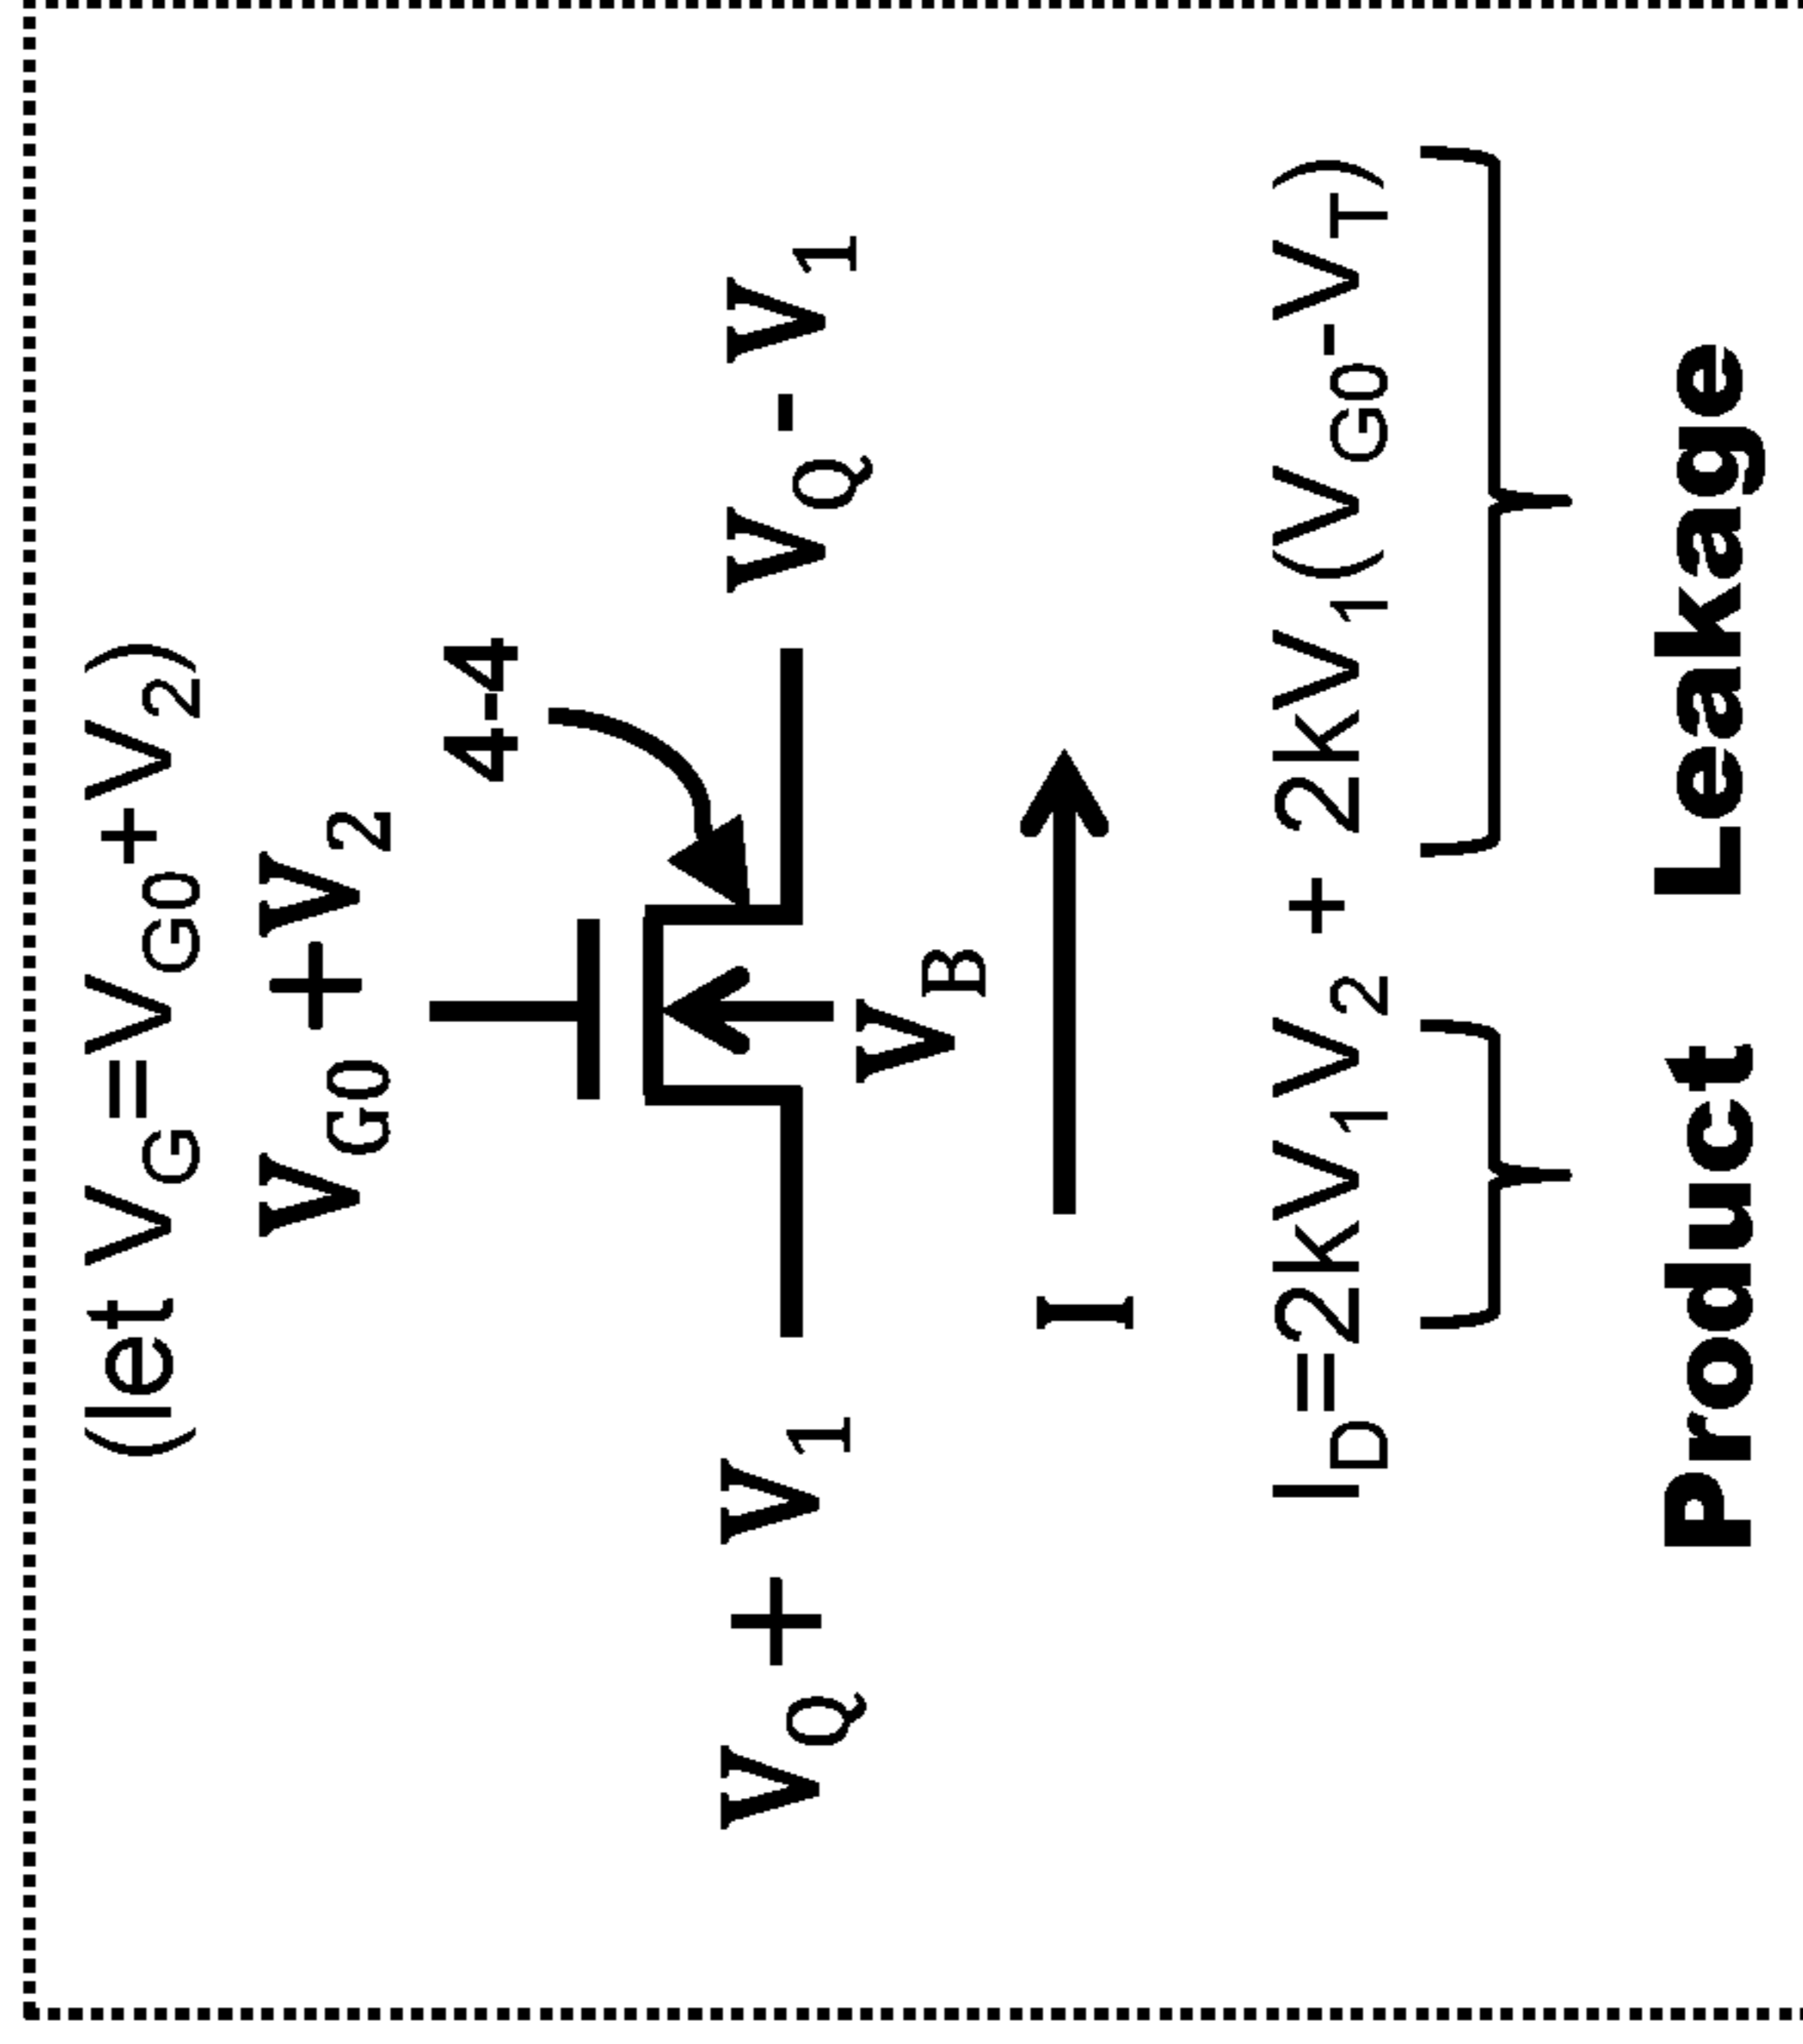 (let V_G=V_G0+V_2)
V_G0+V_2
4-4
V_Q+ V_1
V_Q- V_1
V_B
I
I_D=2kV_1V_2 + 2kV_1(V_G0-V_T)
Product Leakage